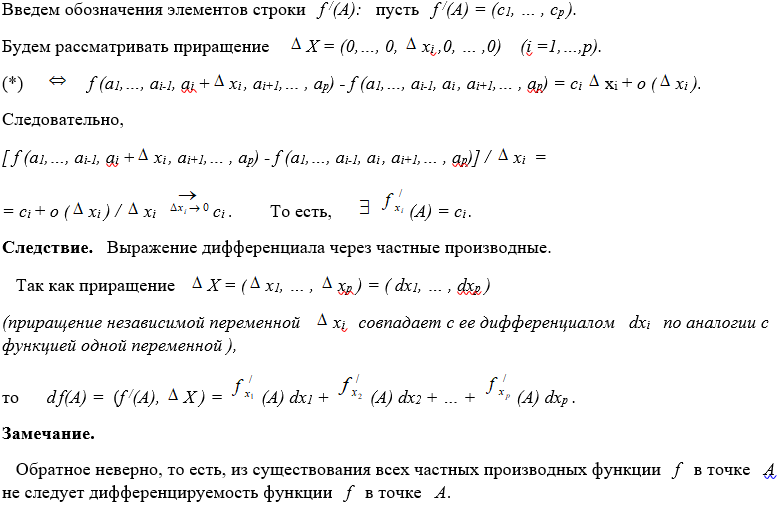 Введем обозначения элементов строки f /(A): пусть f /(A) = (c1, ... , cp).
Будем рассматривать приращение Δ X = (0,..., 0, Δ xi ,0, ... ,0) (i =1,...,p).
(*) ⇔ f (a1,..., ai-1, ai + Δ xi, ai+1,... , ap) - f (a1,..., ai-1, ai, ai+1,... , ap) = ci Δ xi + o ( Δ xi ).
Следовательно,
[ f (a1,..., ai-1, ai + Δ xi, ai+1,... , ap) - f (a1,..., ai-1, ai, ai+1,... , ap)] / Δ xi =
= ci + o ( Δ xi ) / Δ xi →Δxi → 0 ci . То есть, ∃ f /xi (A) = ci .
Следствие. Выражение дифференциала через частные производные.
Так как приращение Δ X = ( Δ x1, ... , Δ xp ) = ( dx1, ... , dxp )
(приращение независимой переменной Δ xi совпадает с ее дифференциалом dxi по аналогии с
функцией одной переменной ),
то df(A) = (f /(A), Δ X ) = f /x1 (A) dx1 + f /x2 (A) dx2 + ... + f /xp (A) dxp .
Замечание.
Обратное неверно, то есть, из существования всех частных производных функции f в точке A
не следует дифференцируемость функции f в точке A.